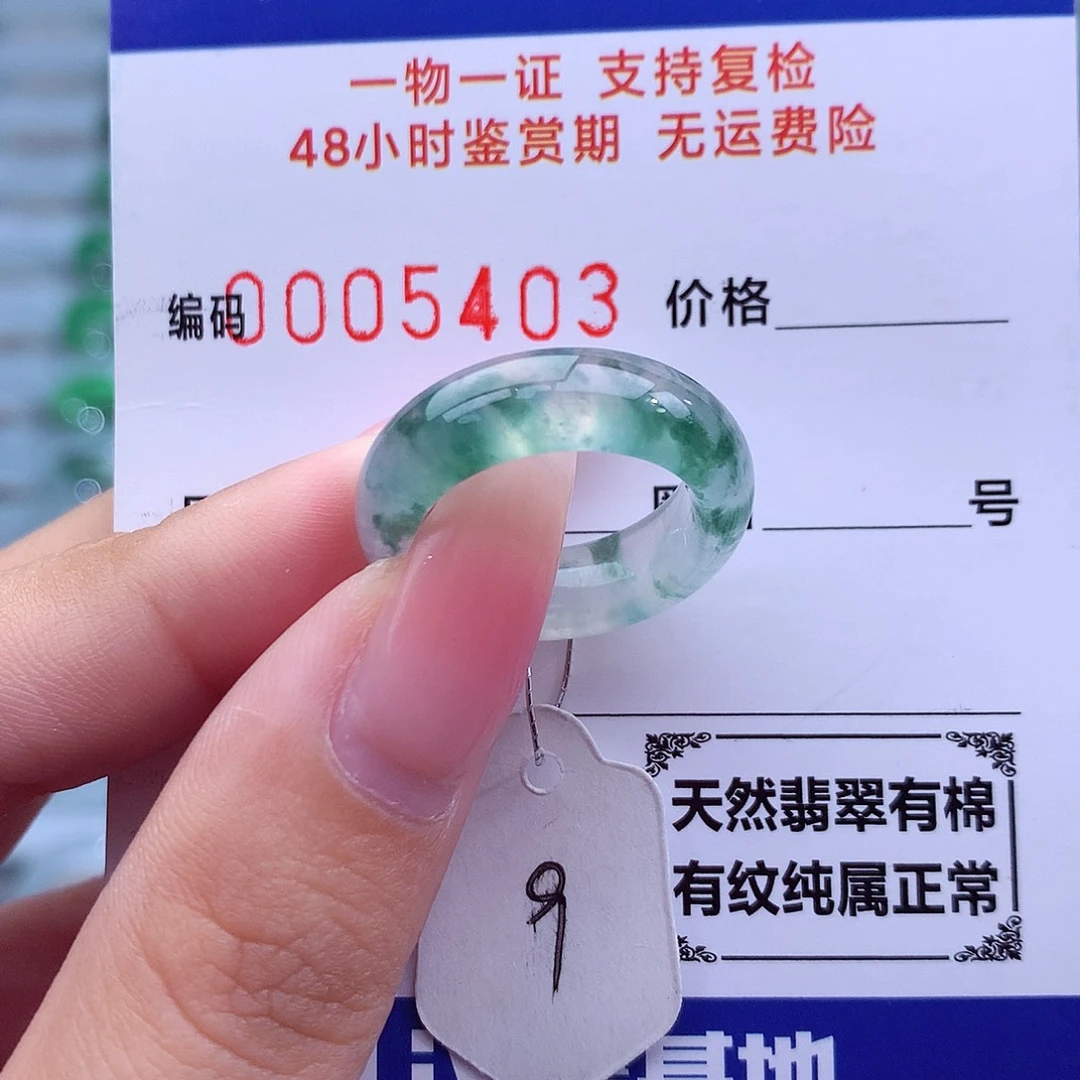 一物一证 支持复检
48小时鉴赏期 无运费险
编码0005403 价格
号
天然翡翠有棉
有纹纯属正常
9
基地